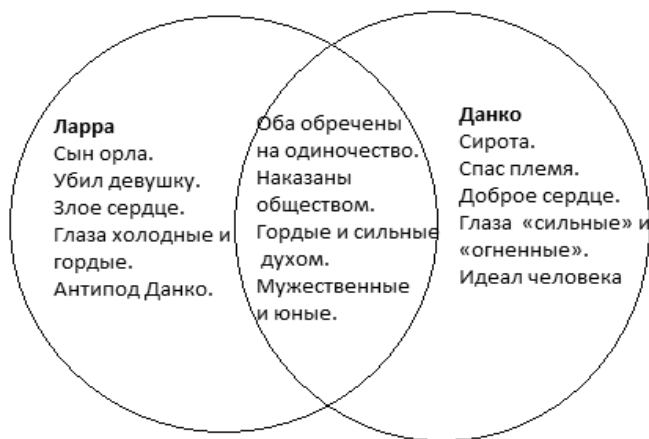 Ларра
Сын орла.
Убил девушку.
Злое сердце.
Глаза холодные и
гордые.
Антипод Данко.
Оба обречены
на одиночество.
Наказаны
обществом.
Гордые и сильные
духом.
Мужественные
и юные.
Данко
Сирота.
Спас племя.
Доброе сердце.
Глаза «сильные» и
«огненные».
Идеал человека